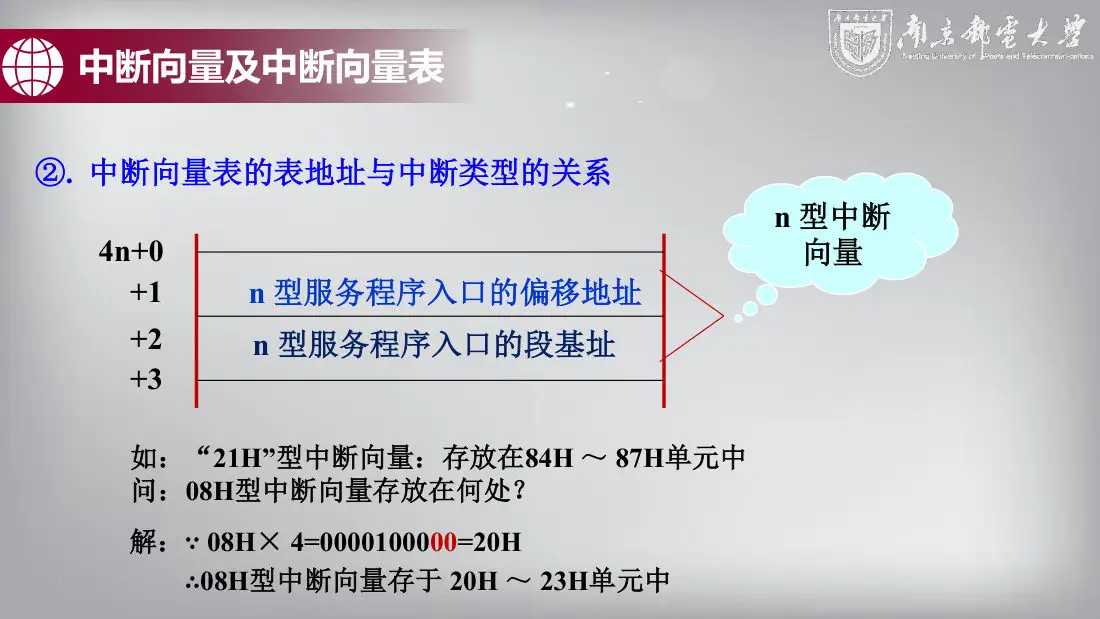 中断向量及中断向量表
南京邮电大学
Nanjing University of Posts and Telecommunications
②. 中断向量表的表地址与中断类型的关系
n 型中断
向量
4n+0
+1
n 型服务程序入口的偏移地址
+2
n 型服务程序入口的段基址
+3
如：“21H”型中断向量：存放在84H ～ 87H单元中
问：08H型中断向量存放在何处？
解：∵ 08H× 4=0000100000=20H
∴08H型中断向量存于 20H ～ 23H单元中